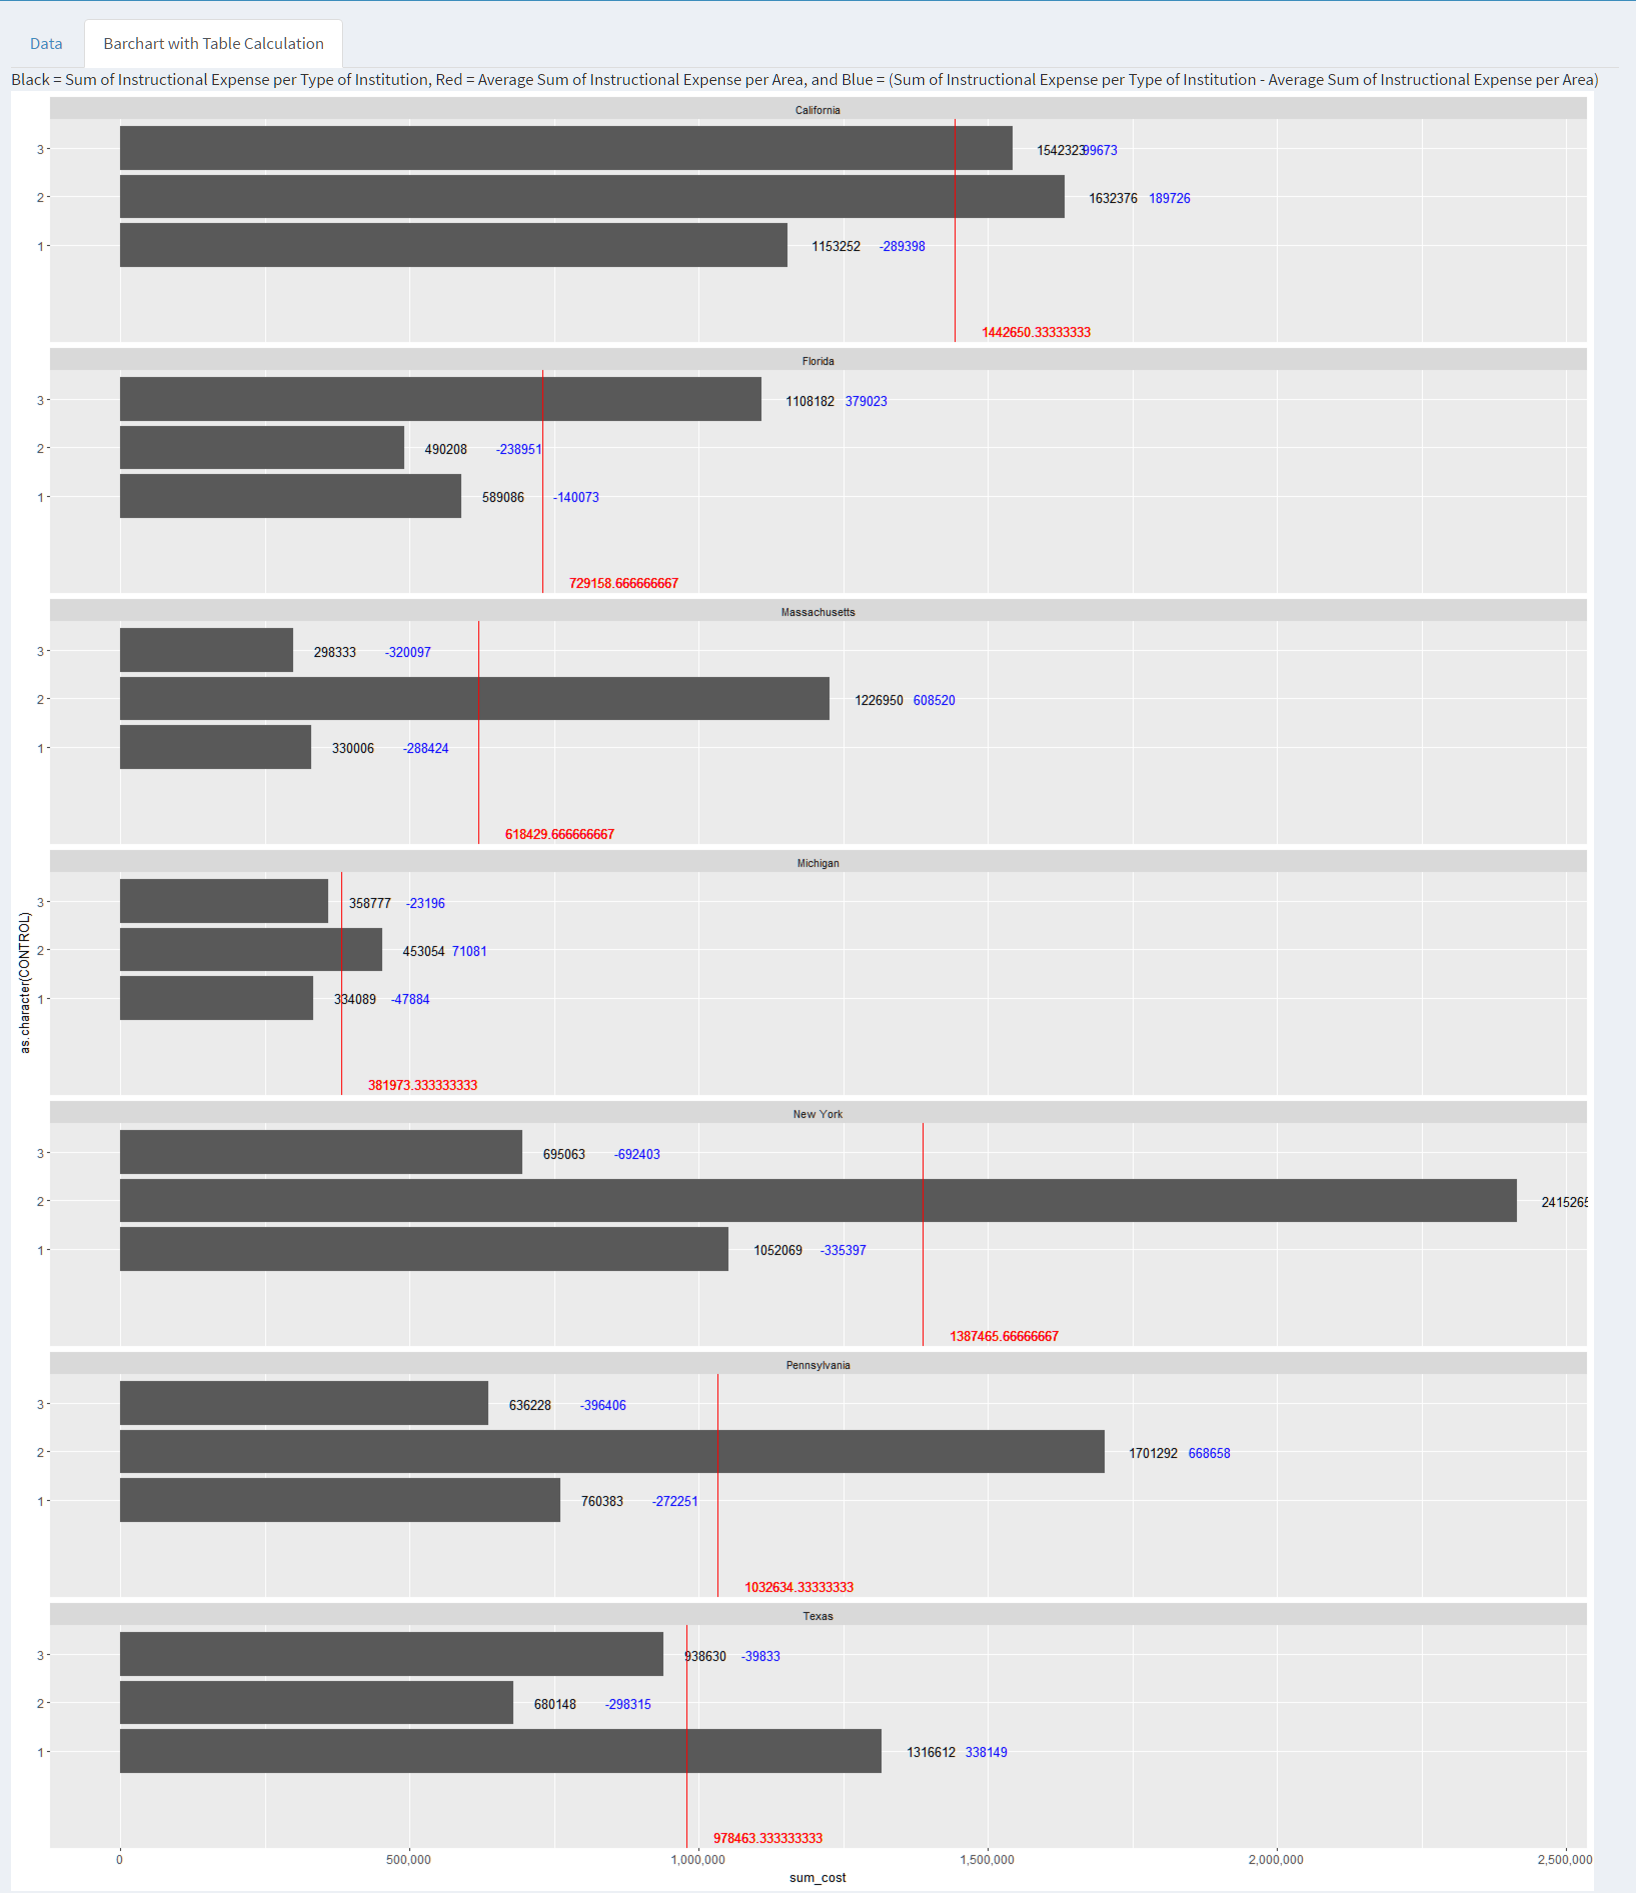 Data
Barchart with Table Calculation
Black = Sum of Instructional Expense per Type of Institution, Red = Average Sum of Instructional Expense per Area, and Blue = (Sum of Instructional Expense per Type of Institution - Average Sum of Instructional Expense per Area)
California
3 1542323 99673
2 1632376 189726
1 1153252 -289398
1442650.33333333
Florida
3 1108182 379023
2 490208 -238951
1 589086 -140073
729158.666666667
Massachusetts
3 298333 -320097
2 1226950 608520
1 330006 -288424
618429.666666667
Michigan
3 358777 -23196
2 453054 71081
1 334089 -47884
381973.333333333
as.character(CONTROL)
New York
3 695063 -692403
2 2415265
1 1052069 -335397
1387465.66666667
Pennsylvania
3 636228 -396406
2 1701292 668658
1 760383 -272251
1032634.33333333
Texas
3 938630 -39833
2 680148 -298315
1 1316612 338149
978463.333333333
0 500,000 1,000,000 1,500,000 2,000,000 2,500,000
sum_cost